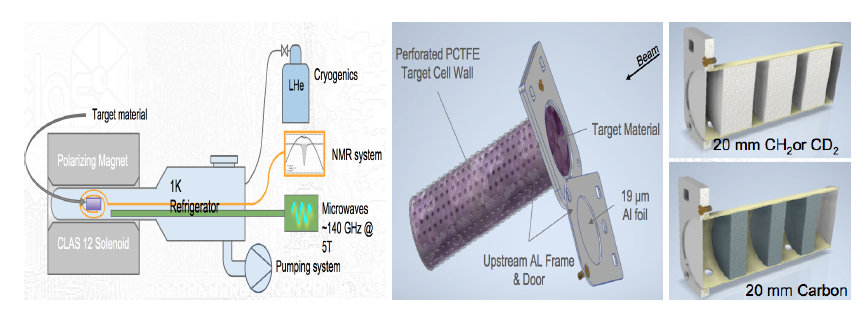 Target material
Polarizing Magnet
CLAS 12 Solenoid
1K
Refrigerator
LHe
Cryogenics
NMR system
Microwaves
~140 GHz @
5T
Pumping system
Perforated PCTFE
Target Cell Wall
Beam
Target Material
19 µm
Al foil
Upstream AL Frame
& Door
20 mm CH2or CD2
20 mm Carbon